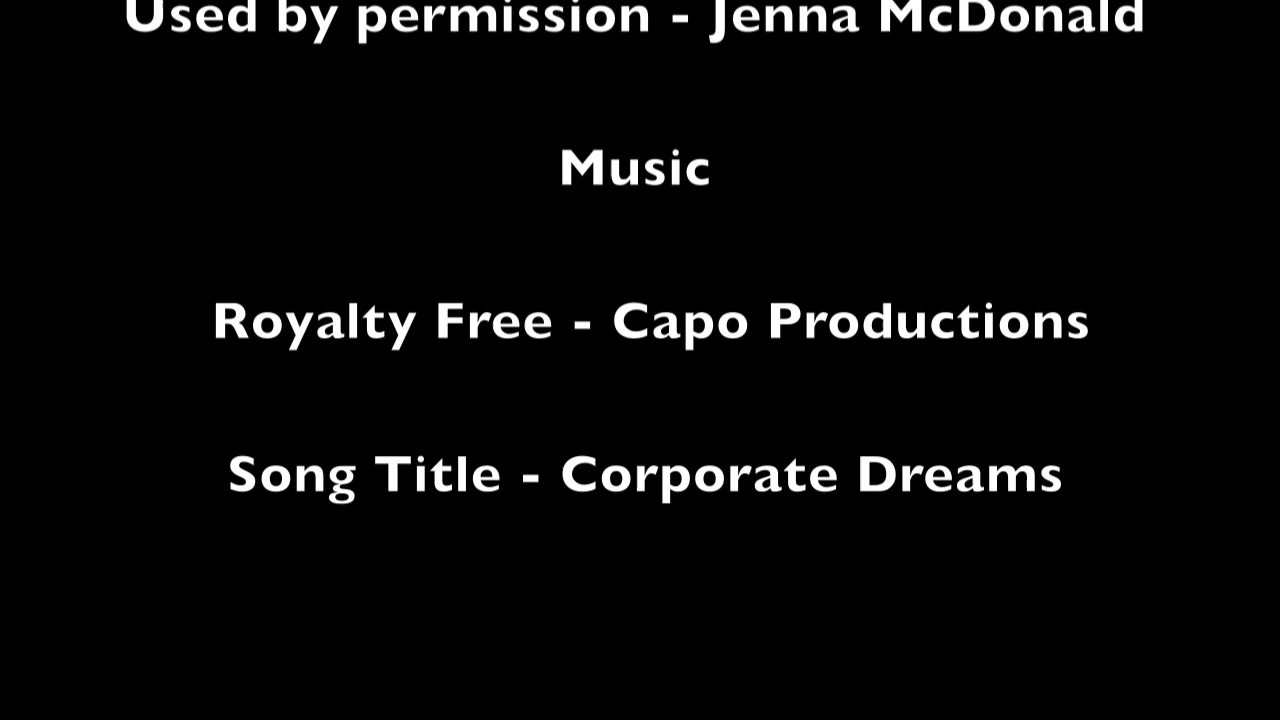 Used by permission - Jenna McDonald
Music
Royalty Free - Capo Productions
Song Title - Corporate Dreams